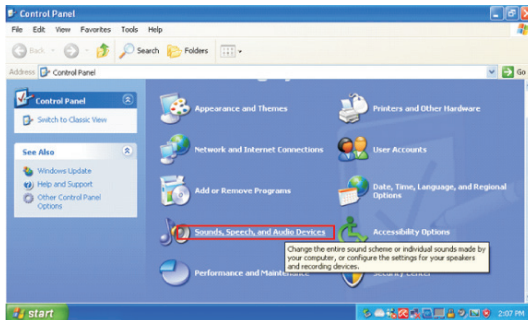 Control Panel
File Edit View Favorites Tools Help
Back Search Folders
Address Control Panel Go
Control Panel
Switch to Classic View
See Also
Windows Update
Help and Support
Other Control Panel
Options
Appearance and Themes
Printers and Other Hardware
Network and Internet Connections
User Accounts
Add or Remove Programs
Date, Time, Language, and Regional
Options
Sounds, Speech, and Audio Devices
Accessibility Options
Change the entire sound scheme or individual sounds made by
your computer, or configure the settings for your speakers
and recording devices.
Performance and Maintenance
Security Center
start
2:07 PM